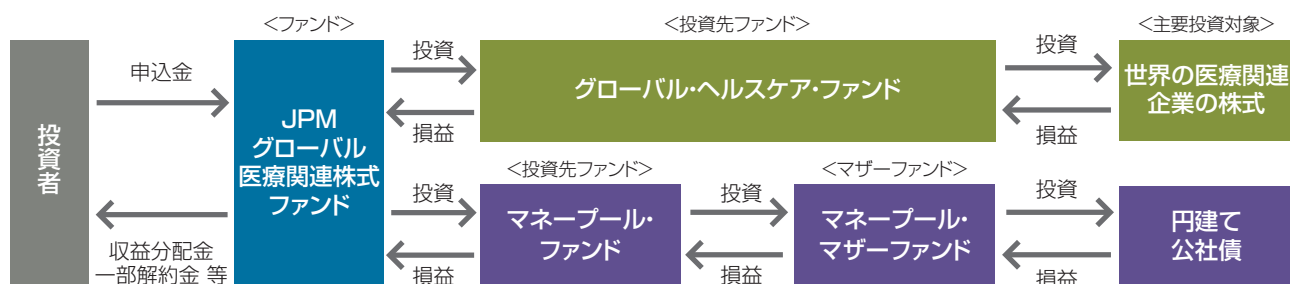 <ファンド>
<投資先ファンド>
<主要投資対象>
投資者
申込金
収益分配金
一部解約金 等
JPM
グローバル
医療関連株式
ファンド
投資
損益
グローバル・ヘルスケア・ファンド
投資
損益
世界の医療関連
企業の株式
<投資先ファンド>
<マザーファンド>
投資
損益
マネープール・
ファンド
投資
損益
マネープール・
マザーファンド
投資
損益
円建て
公社債